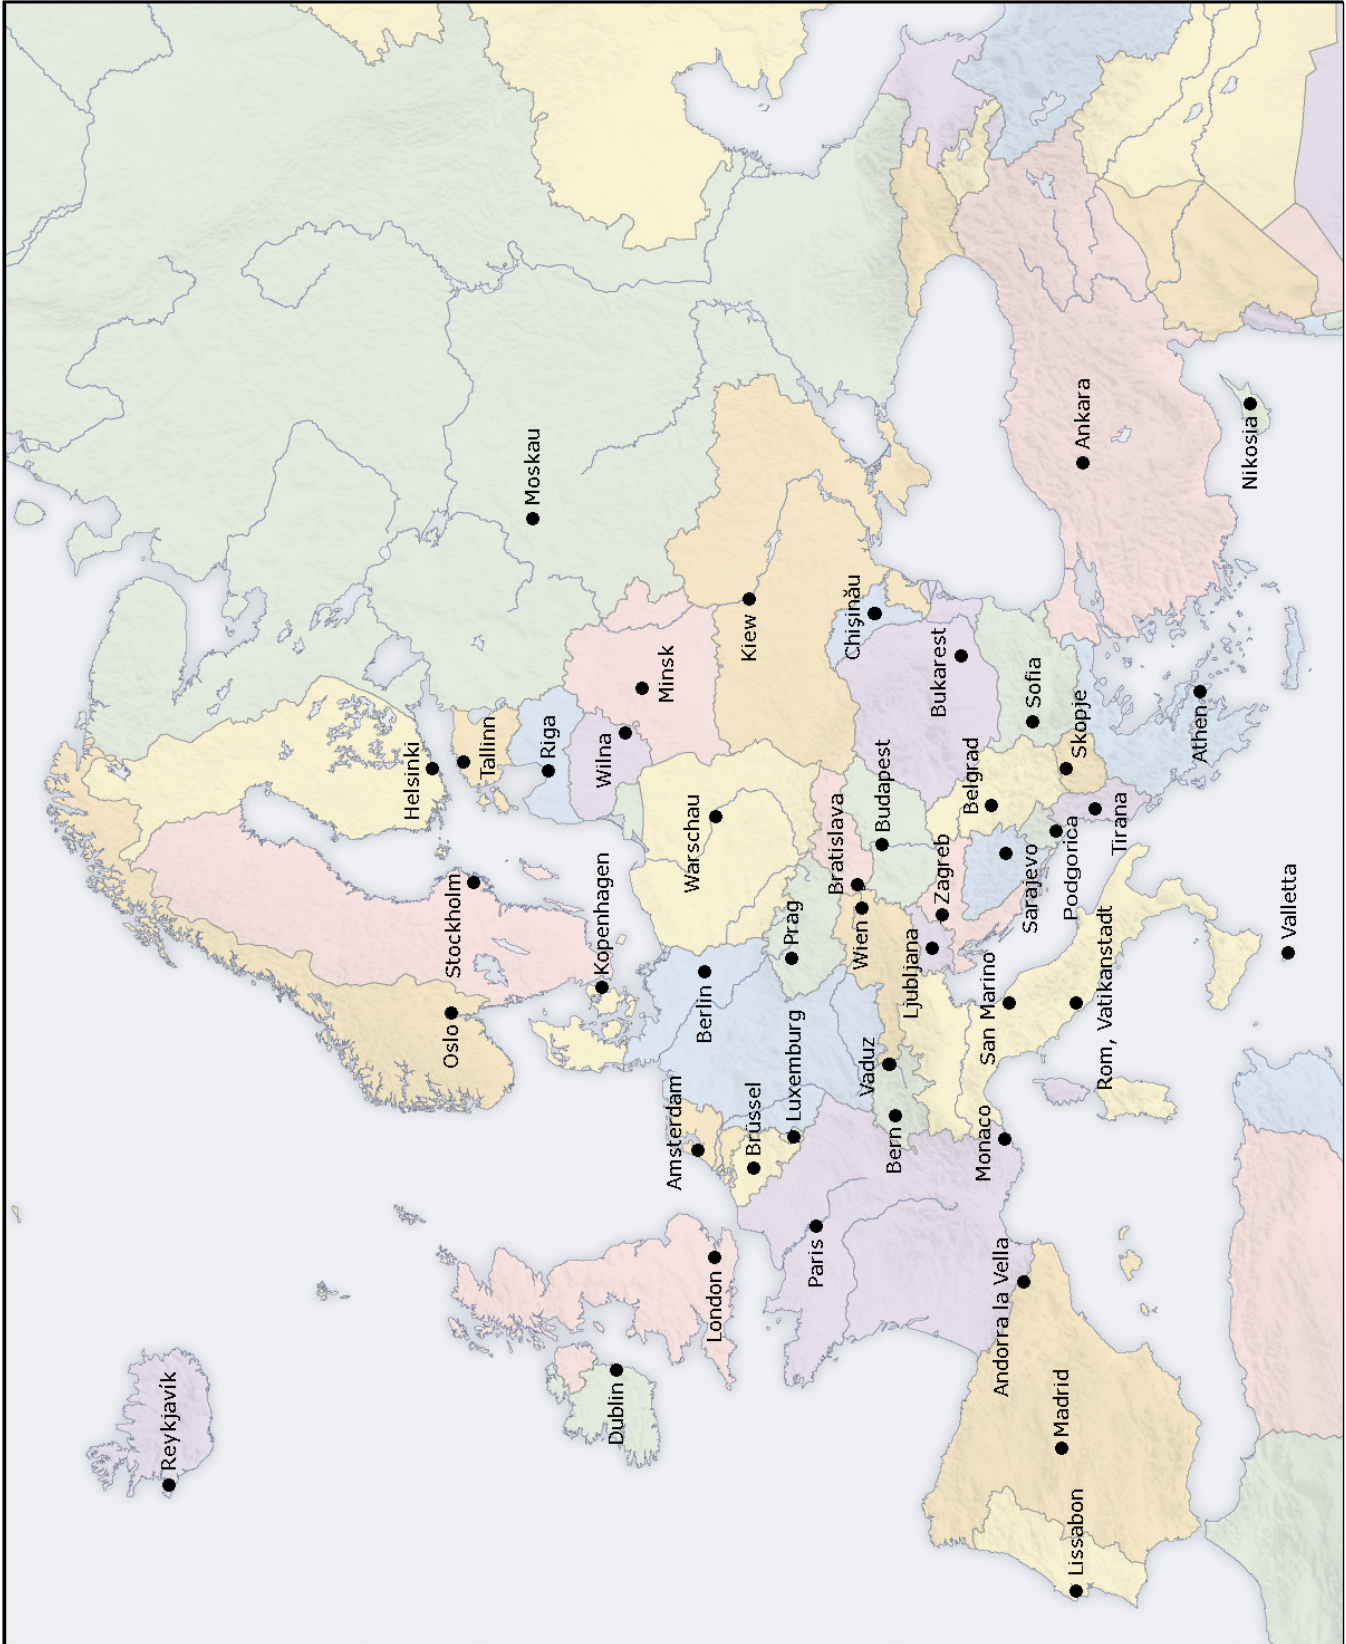 Reykjavík
Oslo
Stockholm
Helsinki
Tallinn
Riga
Moskau
Wilna
Minsk
Kopenhagen
Dublin
London
Amsterdam
Berlin
Warschau
Kiew
Brüssel
Luxemburg
Prag
Paris
Bratislava
Wien
Chișinău
Vaduz
Budapest
Bern
Ljubljana
Zagreb
Bukarest
Belgrad
San Marino
Monaco
Andorra la Vella
Sarajevo
Sofia
Podgorica
Skopje
Ankara
Rom, Vatikanstadt
Tirana
Madrid
Lissabon
Athen
Nikosia
Valletta